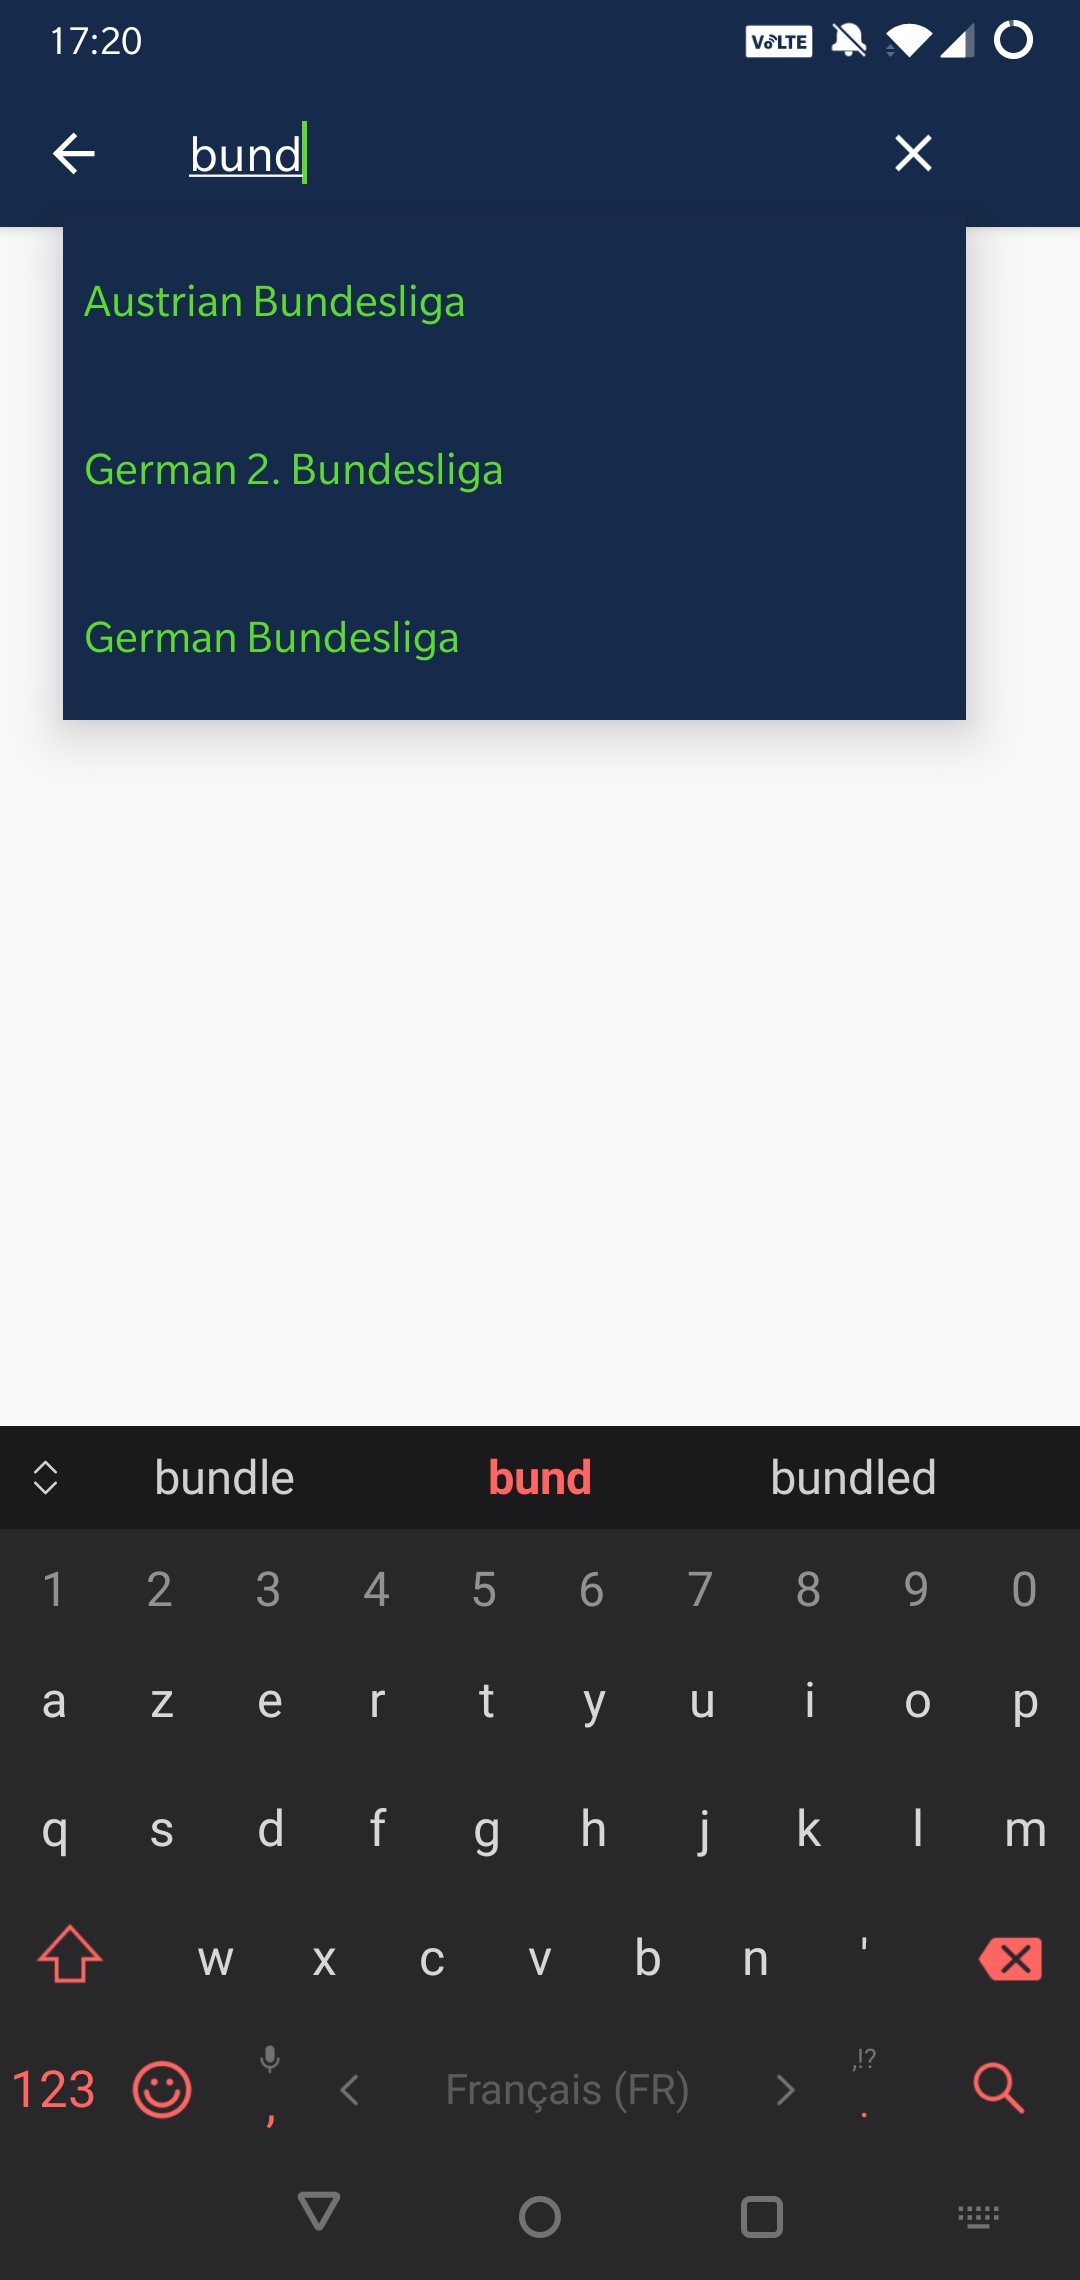 17:20
VoLTE
bund
Austrian Bundesliga
German 2. Bundesliga
German Bundesliga
bundle bund bundled
1 2 3 4 5 6 7 8 9 0
a z e r t y u i o p
q s d f g h j k l m
w x c v b n '
123 , Français (FR) ,!? .